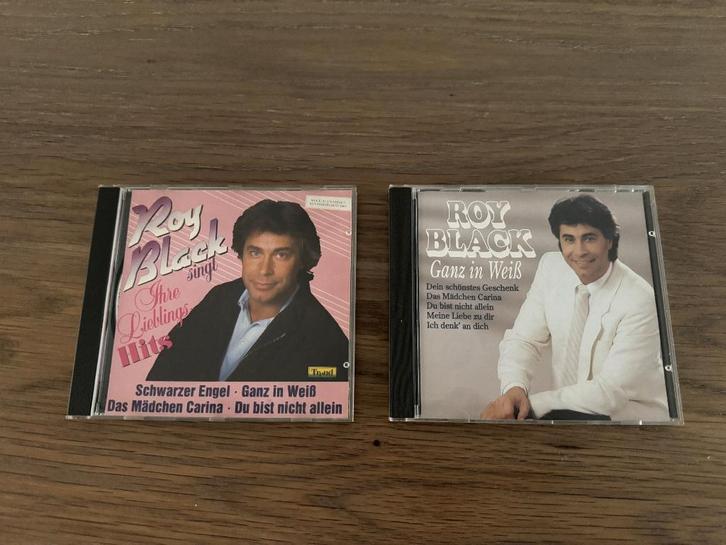 Roy
Black
singt
Ihre
Lieblings
Hits
Trend
Schwarzer Engel · Ganz in Weiß
Das Mädchen Carina · Du bist nicht allein
ROY
BLACK
Ganz in Weiß
Dein schönstes Geschenk
Das Mädchen Carina
Du bist nicht allein
Meine Liebe zu dir
Ich denk' an dich